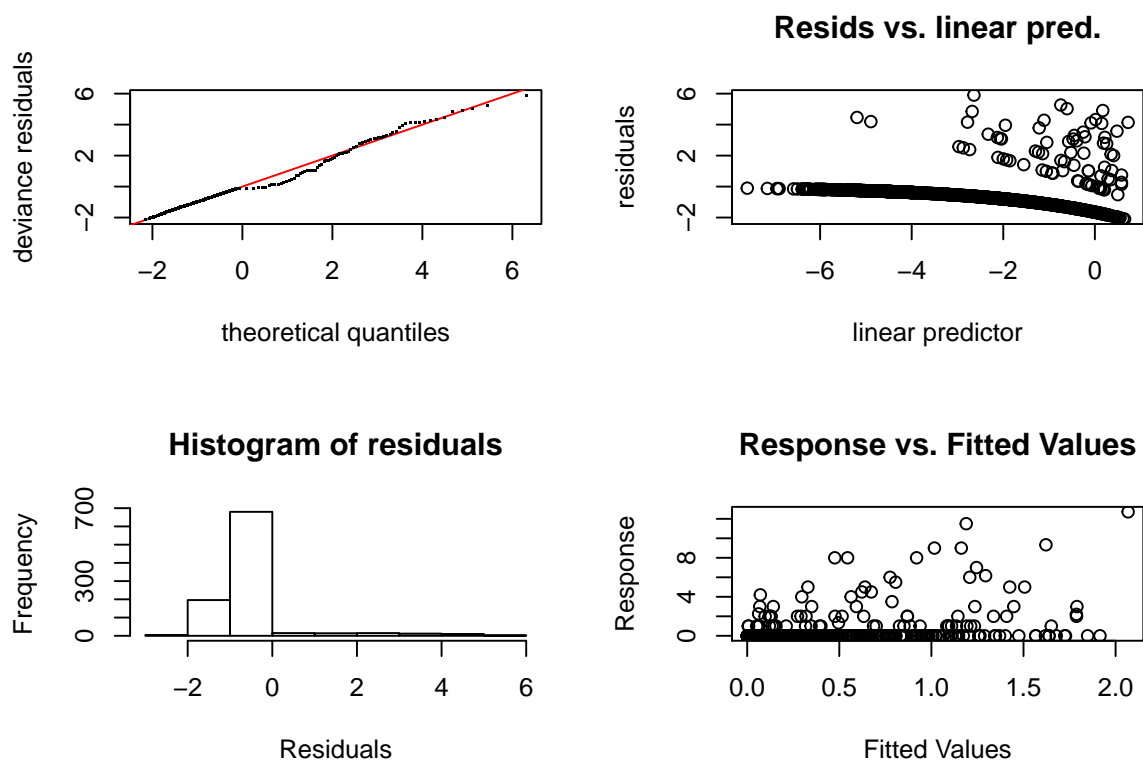 deviance residuals
6
2
−2
−2 0 2 4 6
theoretical quantiles
Resids vs. linear pred.
residuals
6
2
−2
−6 −4 −2 0
linear predictor
Histogram of residuals
Frequency
700
300
0
−2 0 2 4 6
Residuals
Response vs. Fitted Values
Response
8
4
0
0.0 0.5 1.0 1.5 2.0
Fitted Values